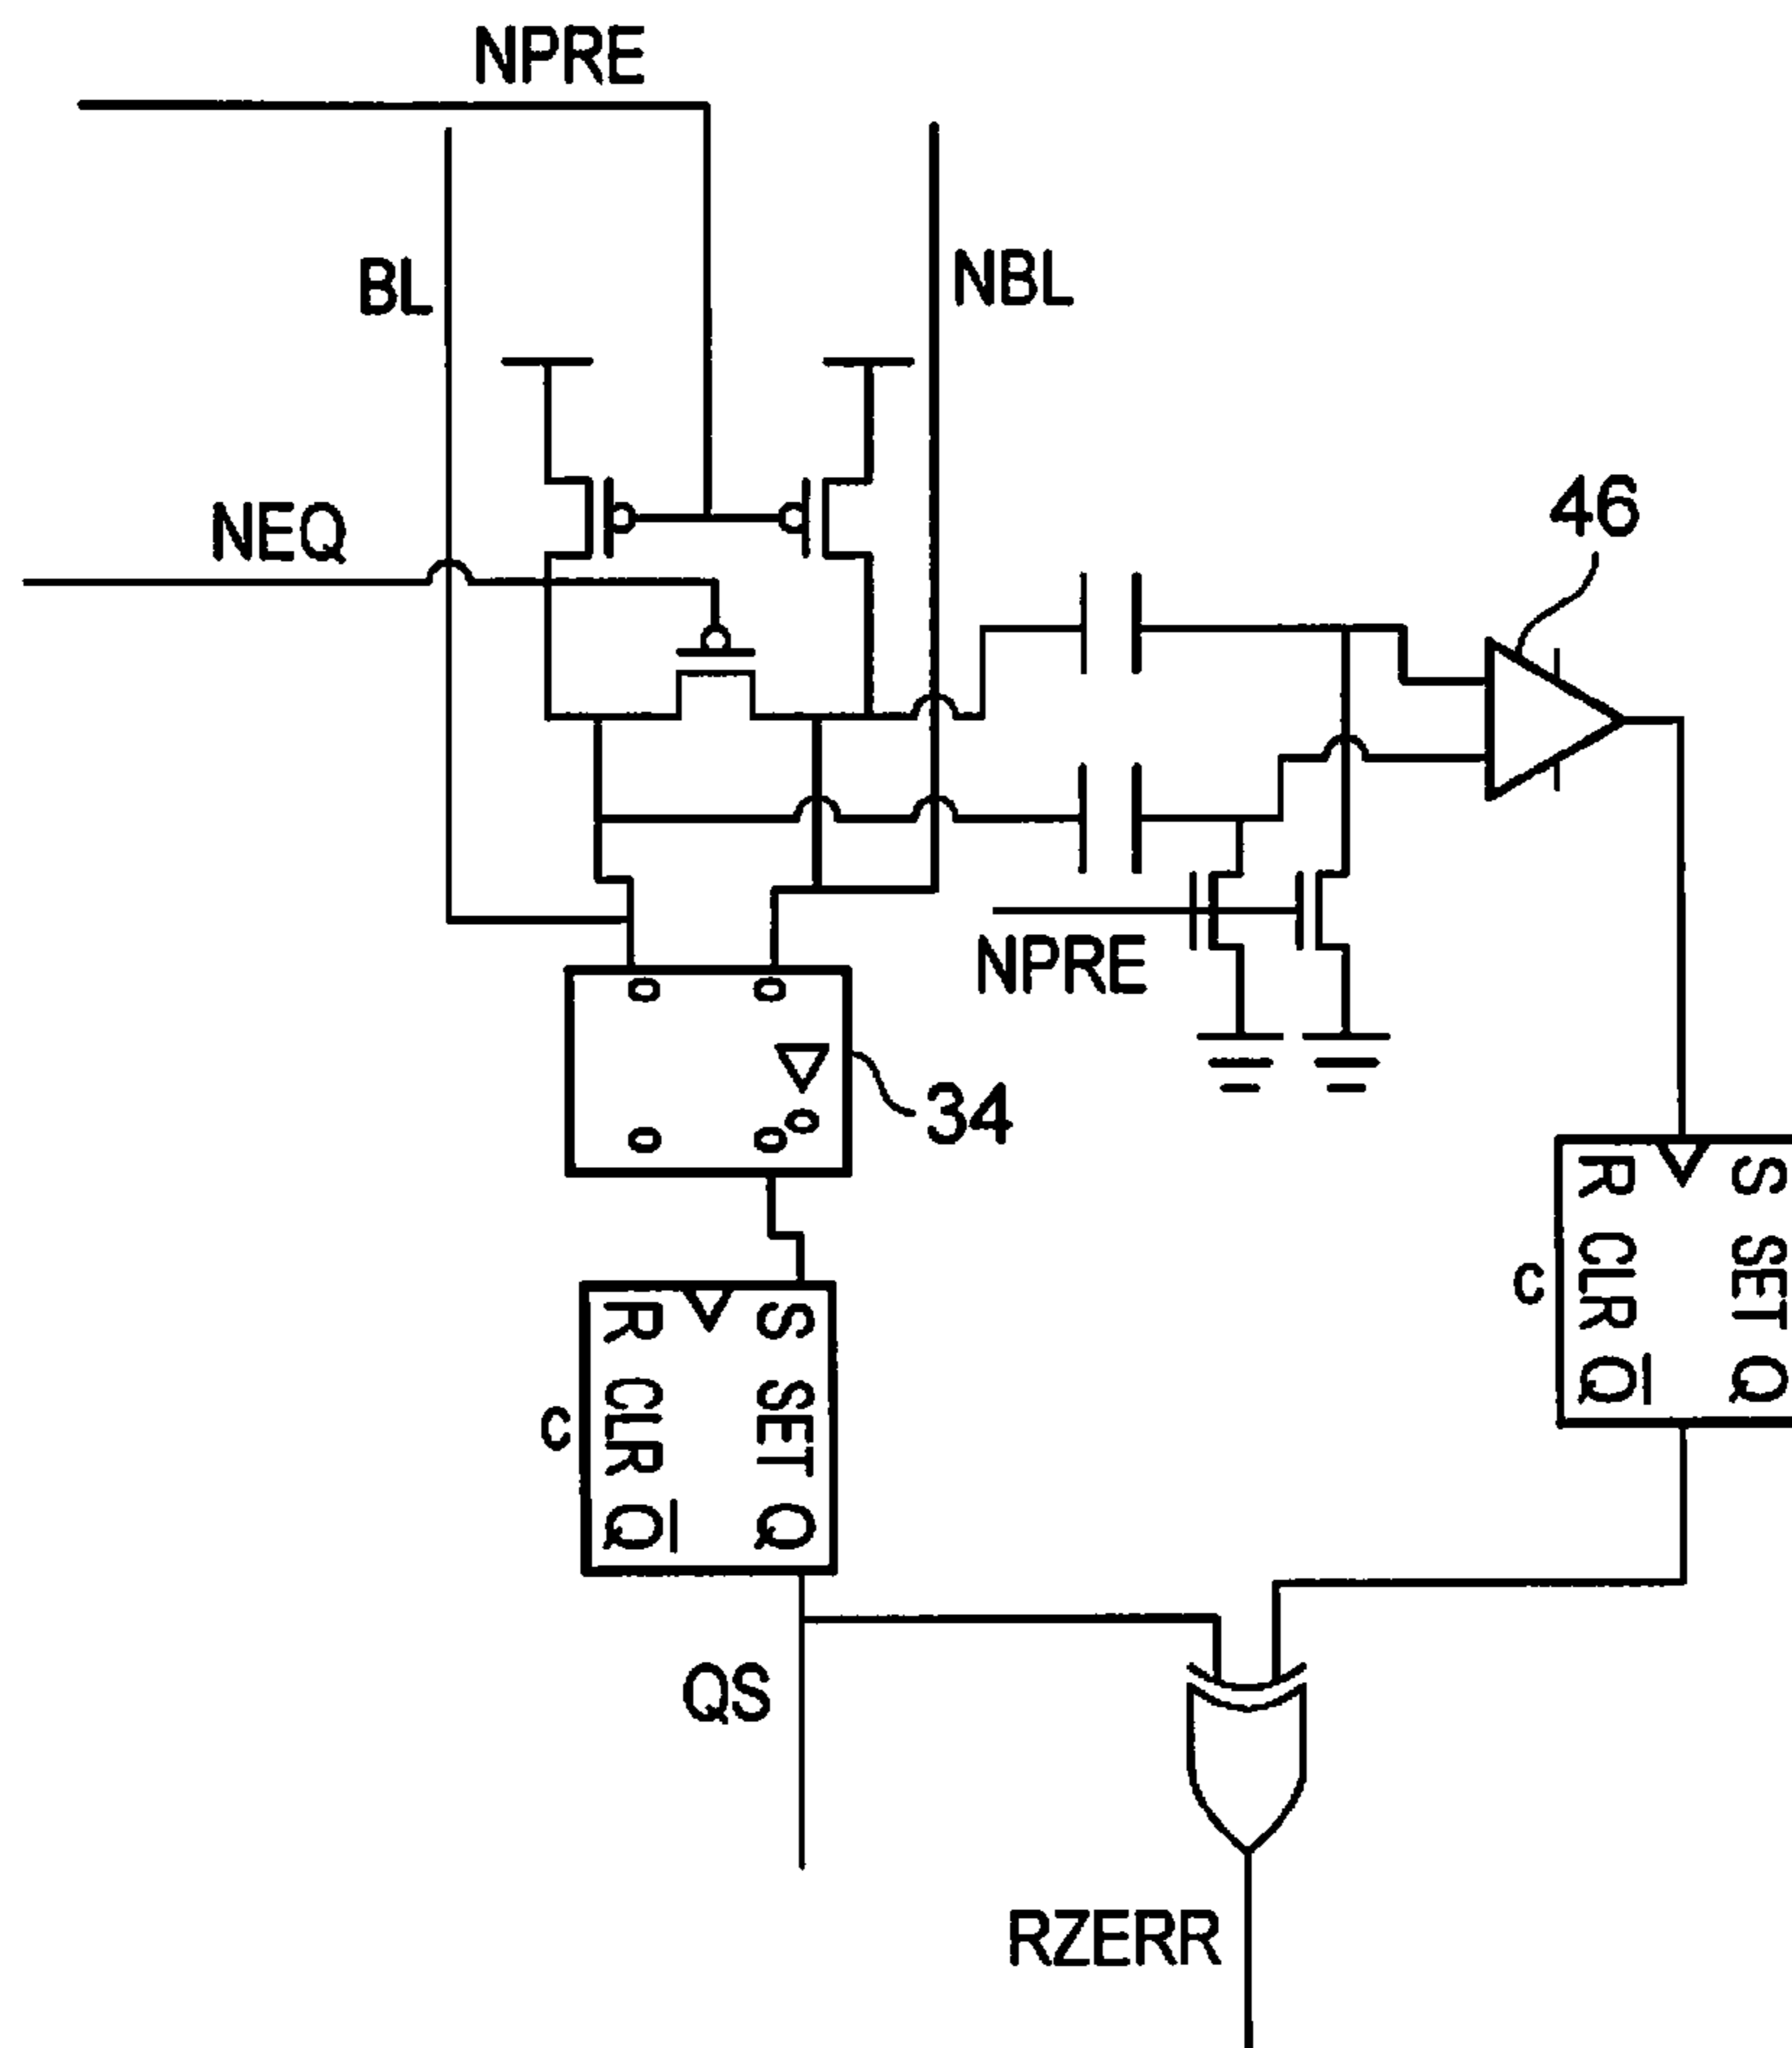 NPRE
BL
NBL
NEQ
46
NPRE
34
R S
CLR SET
Q Q
C
R S
CLR SET
Q Q
C
QS
RZERR